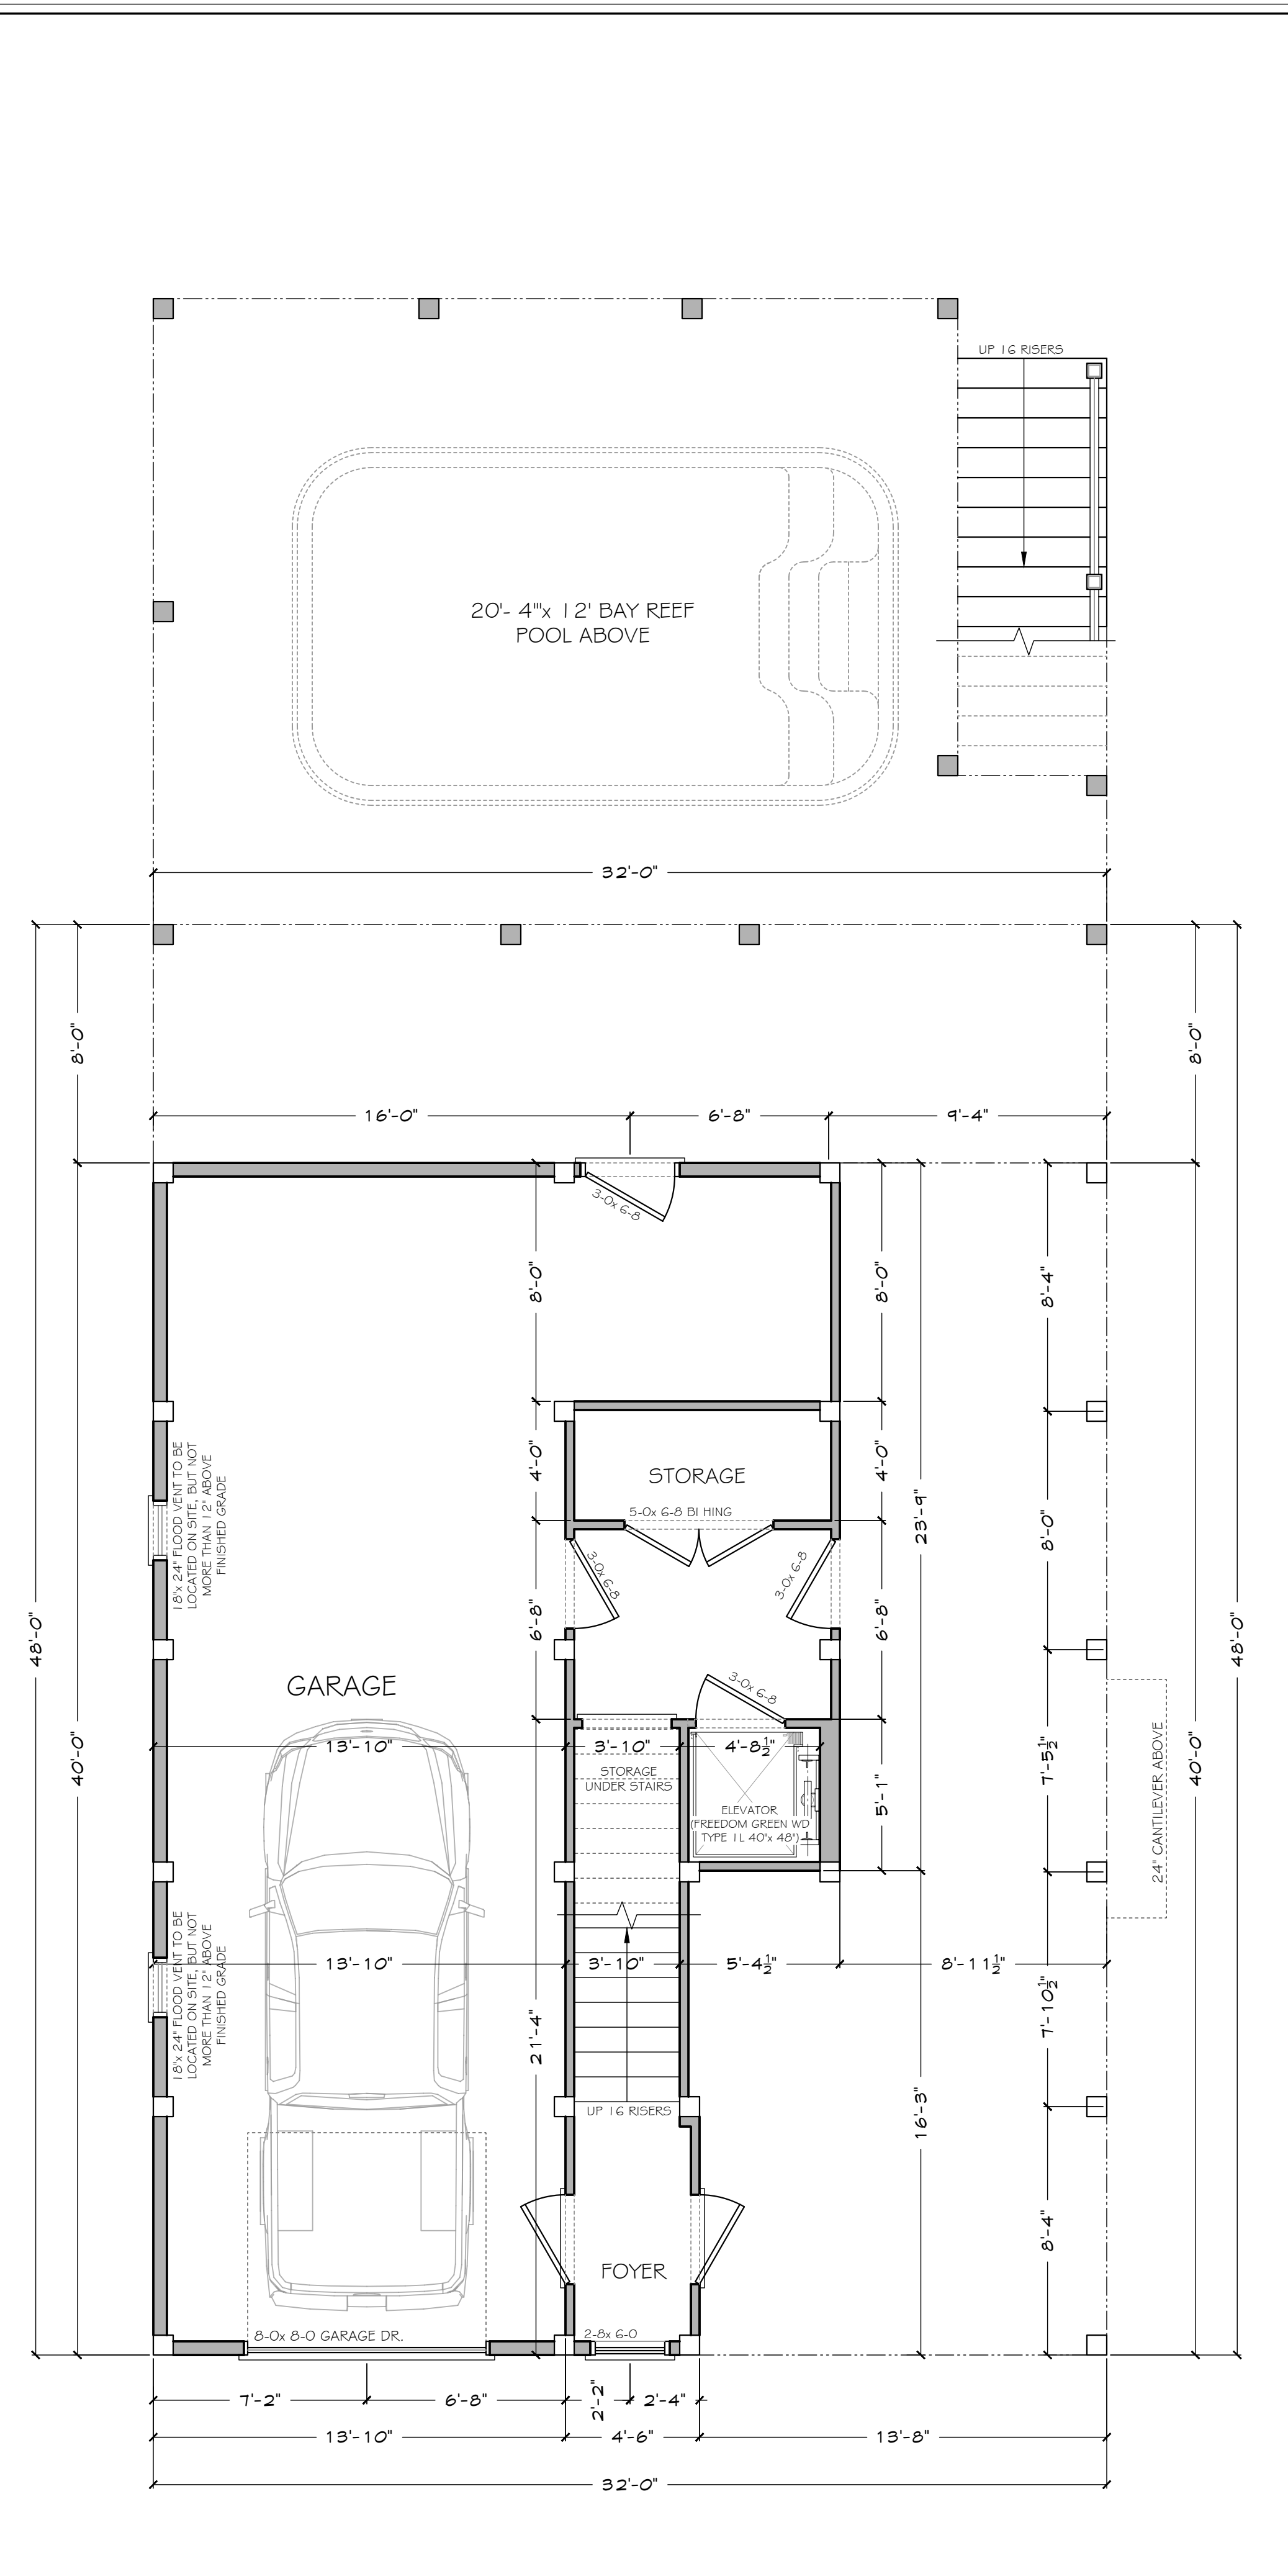 UP 16 RISERS
20'- 4"'x 12' BAY REEF
POOL ABOVE
32'-0"
8'-0"
8'-0"
16'-0"
6'-8"
9'-4"
3-0x 6-8
8'-0"
8'-0"
8'-4"
18"x 24" FLOOD VENT TO BE
LOCATED ON SITE, BUT NOT
MORE THAN 12" ABOVE
FINISHED GRADE
4'-0"
STORAGE
4'-0"
5-0x 6-8 BI HING
23'-9"
8'-0"
3-0x 6-8
3-0x 6-8
48'-0"
6'-8"
6'-8"
48'-0"
GARAGE
3-0x 6-8
40'-0"
13'-10"
3'-10"
4'-8½"
7'-5½"
40'-0"
STORAGE
UNDER STAIRS
5'-1"
ELEVATOR
(FREEDOM GREEN WD
TYPE 1L 40"x 48")
24" CANTILEVER ABOVE
18"x 24" FLOOD VENT TO BE
LOCATED ON SITE, BUT NOT
MORE THAN 12" ABOVE
FINISHED GRADE
13'-10"
3'-10"
5'-4½"
8'-11½"
7'-10½"
21'-4"
16'-3"
UP 16 RISERS
8'-4"
FOYER
8-0x 8-0 GARAGE DR.
2-8x 6-0
7'-2"
6'-8"
2'-2"
2'-4"
13'-10"
4'-6"
13'-8"
32'-0"